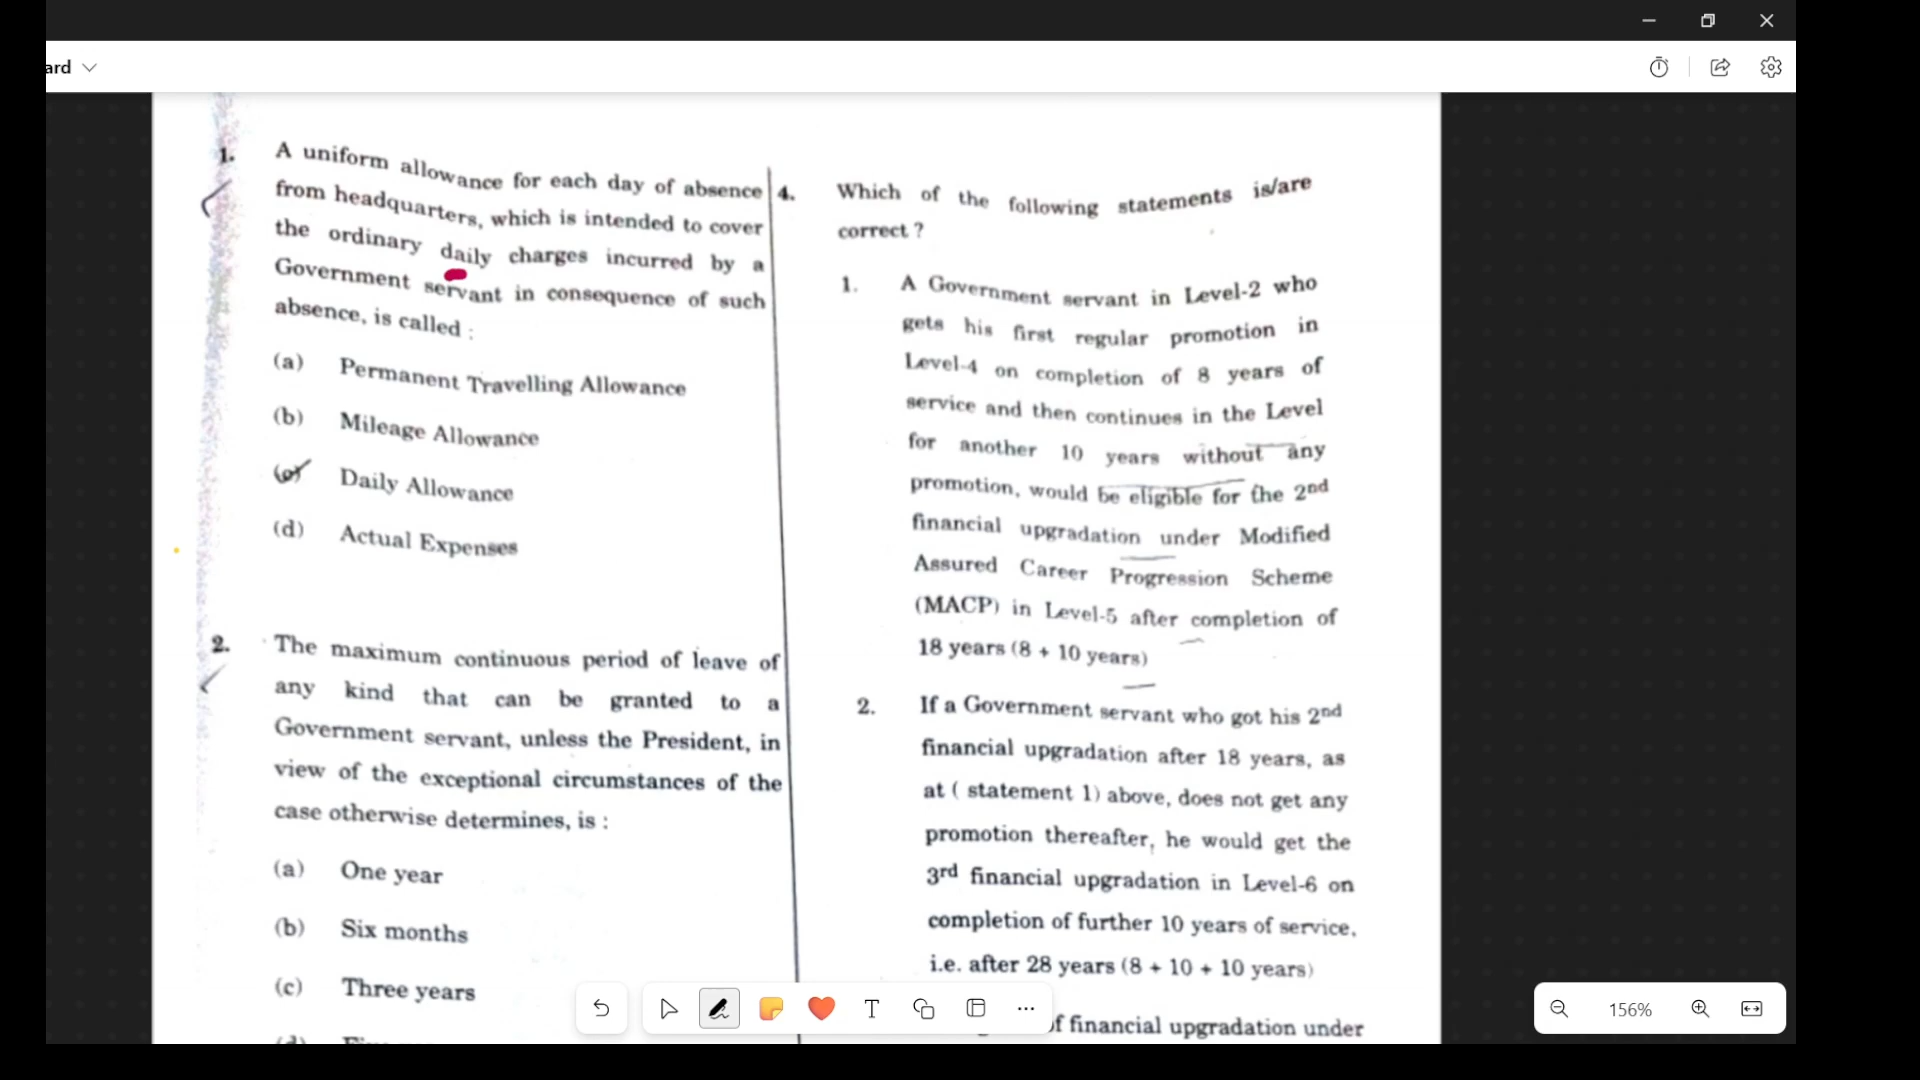 ard
1. A uniform allowance for each day of absence
from headquarters, which is intended to cover
the ordinary daily charges incurred by a
Government servant in consequence of such
absence, is called :
(a) Permanent Travelling Allowance
(b) Mileage Allowance
(c) Daily Allowance
(d) Actual Expenses
2. The maximum continuous period of leave of
any kind that can be granted to a
Government servant, unless the President, in
view of the exceptional circumstances of the
case otherwise determines, is :
(a) One year
(b) Six months
(c) Three years
4. Which of the following statements is/are
correct ?
1. A Government servant in Level-2 who
gets his first regular promotion in
Level-4 on completion of 8 years of
service and then continues in the Level
for another 10 years without any
promotion, would be eligible for the 2nd
financial upgradation under Modified
Assured Career Progression Scheme
(MACP) in Level-5 after completion of
18 years (8 + 10 years)
2. If a Government servant who got his 2nd
financial upgradation after 18 years, as
at ( statement 1) above, does not get any
promotion thereafter, he would get the
3rd financial upgradation in Level-6 on
completion of further 10 years of service,
i.e. after 28 years (8 + 10 + 10 years)
of financial upgradation under
156%